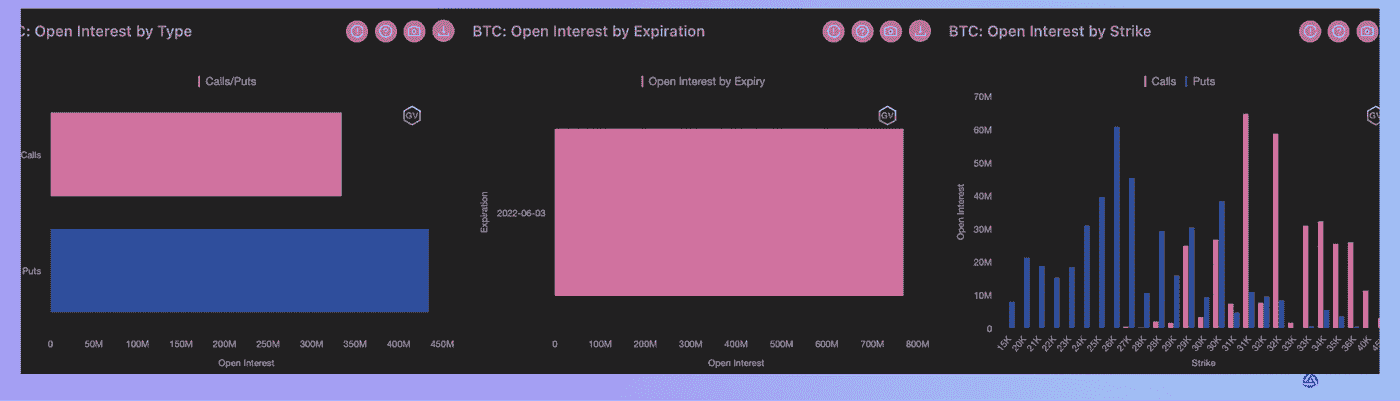 C: Open Interest by Type
Calls/Puts
GV
Calls
Puts
0 50M 100M 150M 200M 250M 300M 350M 400M 450M
Open Interest
BTC: Open Interest by Expiration
Open Interest by Expiry
GV
Expiration
2022-06-03
0 100M 200M 300M 400M 500M 600M 700M 800M
Open Interest
BTC: Open Interest by Strike
Calls Puts
GV
70M
60M
50M
40M
30M
20M
10M
0
Open Interest
15K 20K 21K 22K 23K 24K 25K 26K 27K 28K 28K 29K 29K 30K 30K 31K 31K 32K 32K 33K 33K 34K 35K 36K 40K
Strike